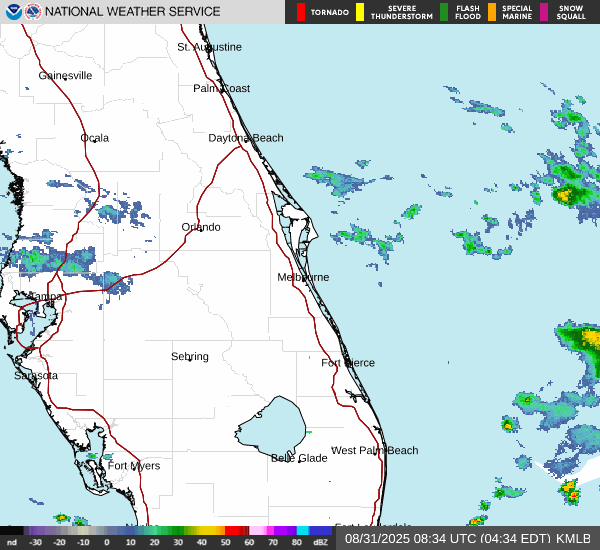 NATIONAL WEATHER SERVICE
TORNADO
SEVERE
THUNDERSTORM
FLASH
FLOOD
SPECIAL
MARINE
SNOW
SQUALL
St. Augustine
Gainesville
Palm Coast
Ocala
Daytona Beach
Orlando
Melbourne
Tampa
Sebring
Fort Pierce
Sarasota
West Palm Beach
Belle Glade
Fort Myers
nd -30 -20 -10 0 10 20 30 40 50 60 70 80 dBZ
08/31/2025 08:34 UTC (04:34 EDT) KMLB